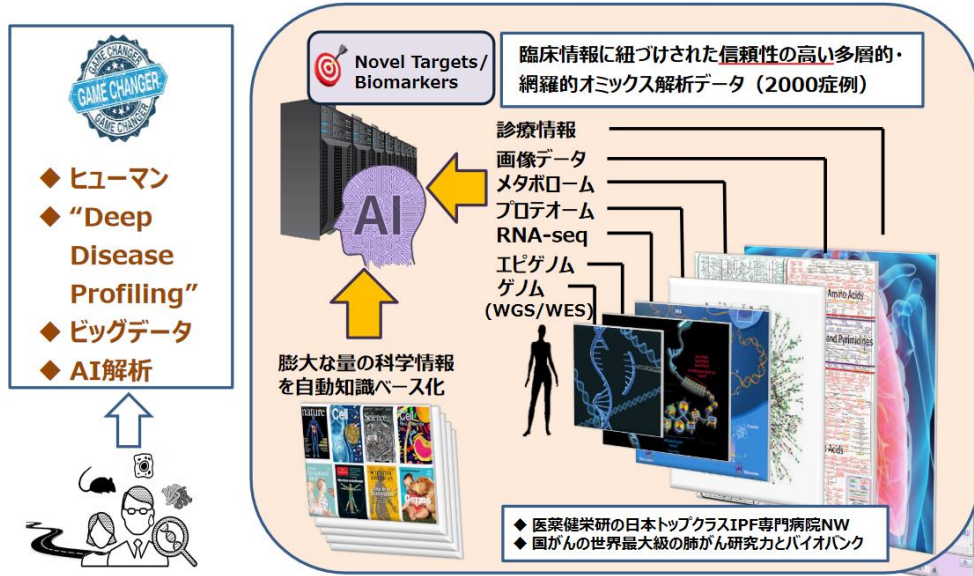 GAME CHANGER
GAME CHANGER
GAME CHANGER
◆ ヒューマン
◆ “Deep
Disease
Profiling”
◆ ビッグデータ
◆ AI解析
Novel Targets/
Biomarkers
臨床情報に紐づけされた信頼性の高い多層的・
網羅的オミックス解析データ（2000症例）
診療情報
画像データ
メタボローム
プロテオーム
RNA-seq
エピゲノム
ゲノム
(WGS/WES)
AI
膨大な量の科学情報
を自動知識ベース化
nature
Cell
Science
Cell
Germs
Amino Acids
and Pyrimidines
◆ 医薬健栄研の日本トップクラスIPF専門病院NW
◆ 国がんの世界最大級の肺がん研究力とバイオバンク